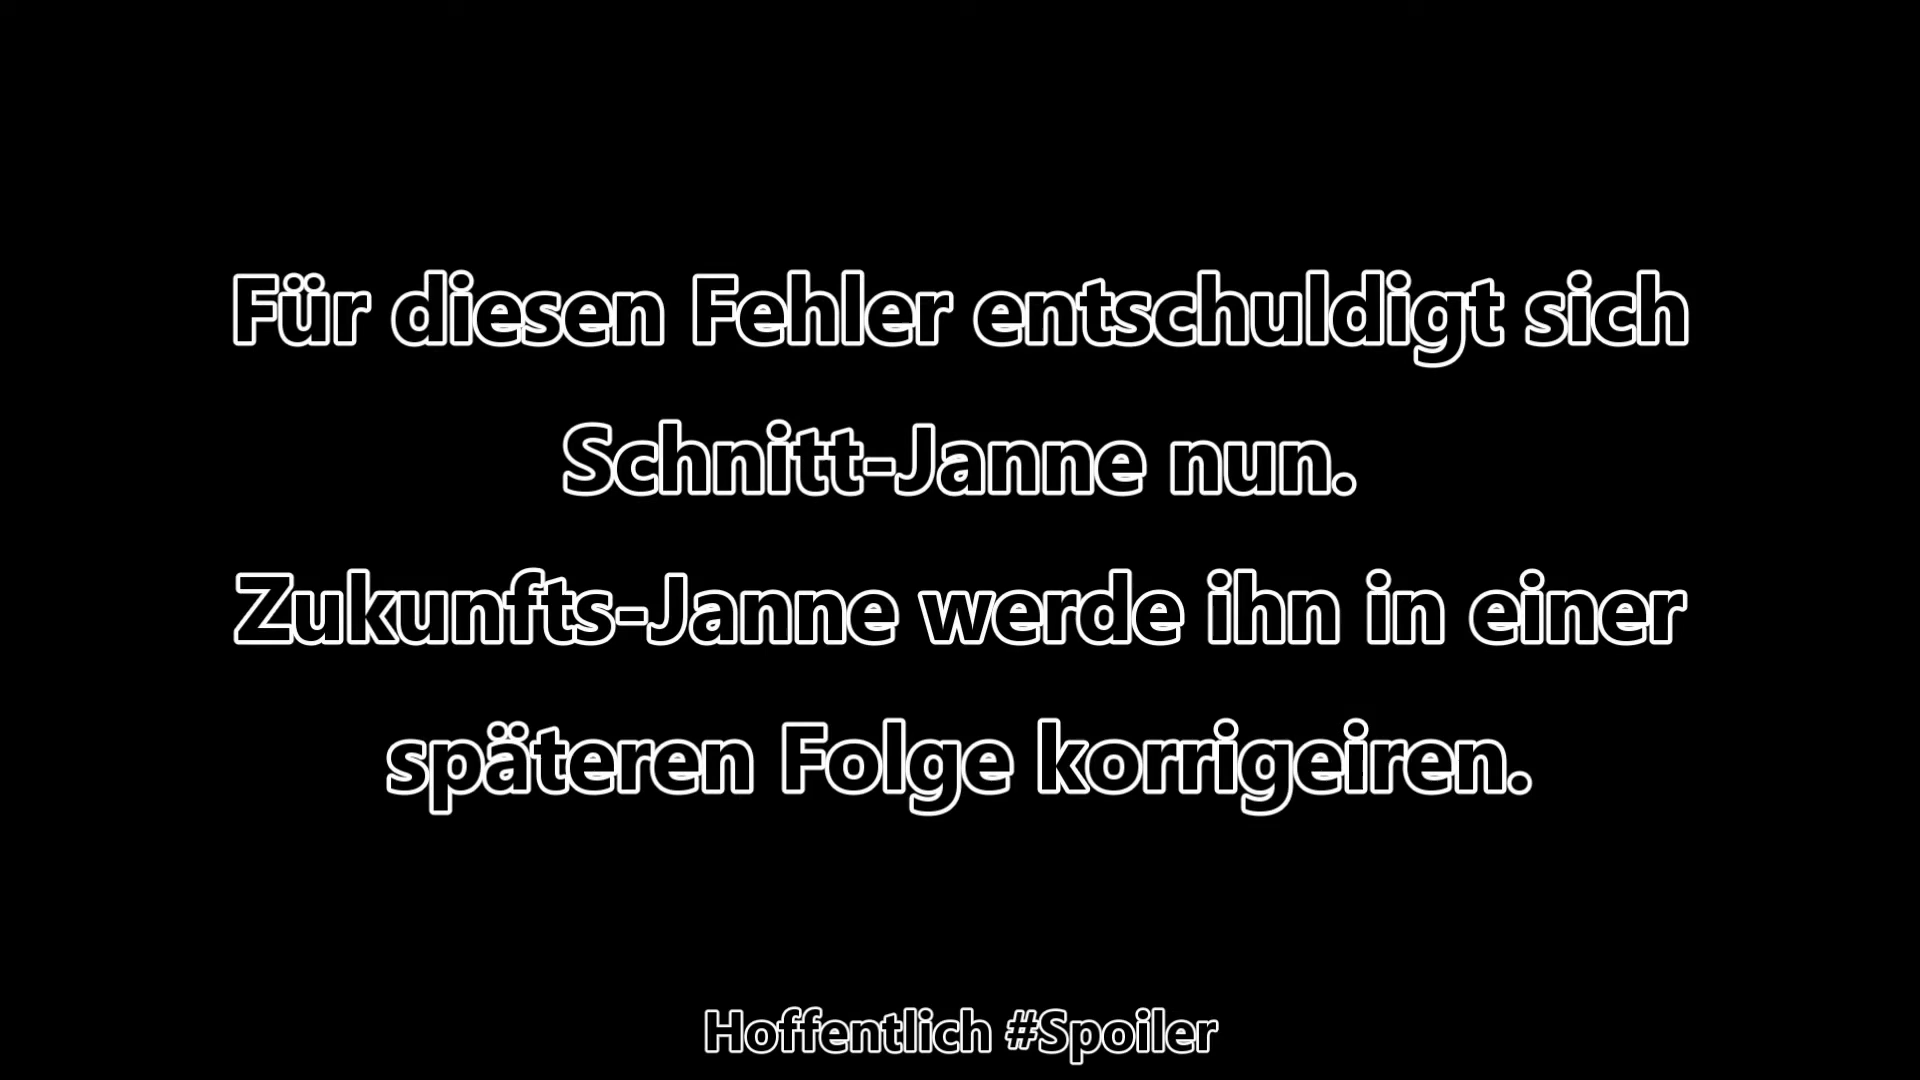 Für diesen Fehler entschuldigt sich
Schnitt-Janne nun.
Zukunfts-Janne werde ihn in einer
späteren Folge korrigeiren.
Hoffentlich #Spoiler